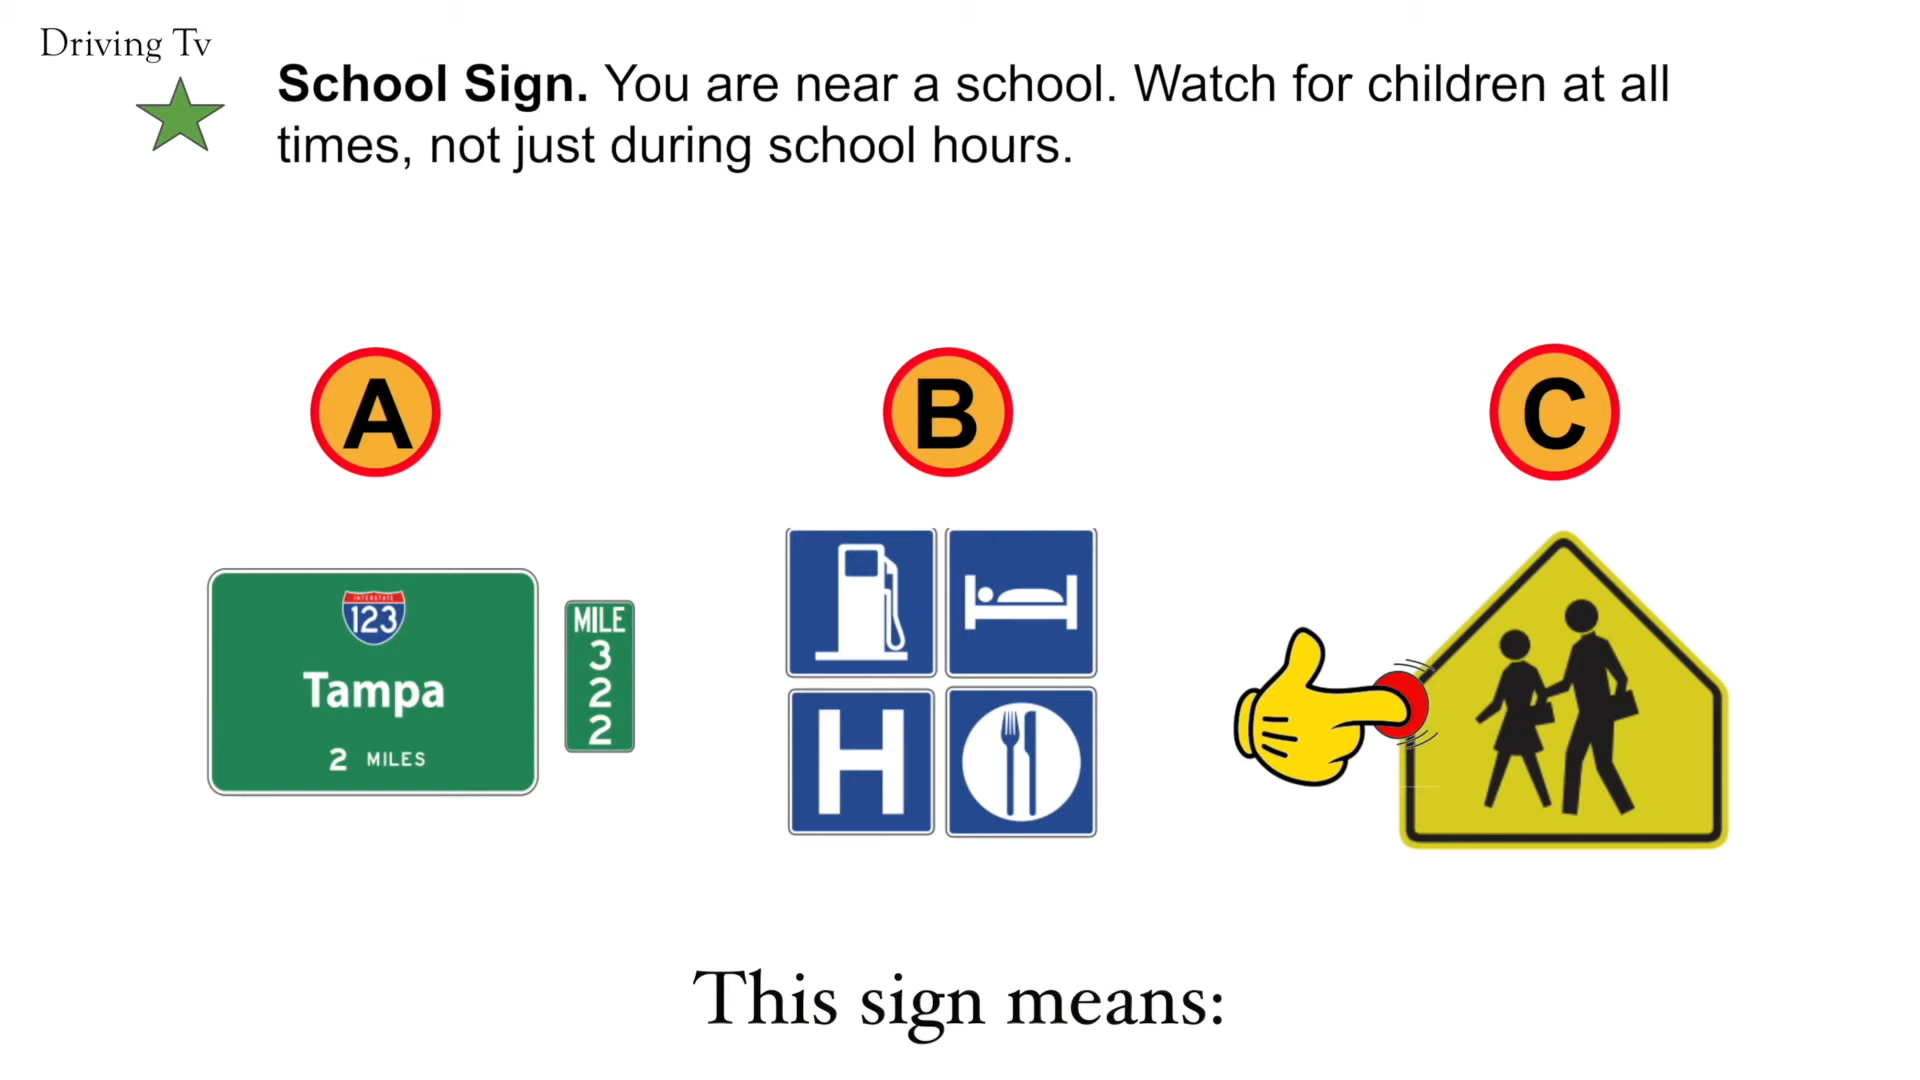 Driving Tv
School Sign. You are near a school. Watch for children at all
times, not just during school hours.
A
B
C
INTERSTATE
123
Tampa
2 MILES
MILE
3
2
2
H
This sign means: